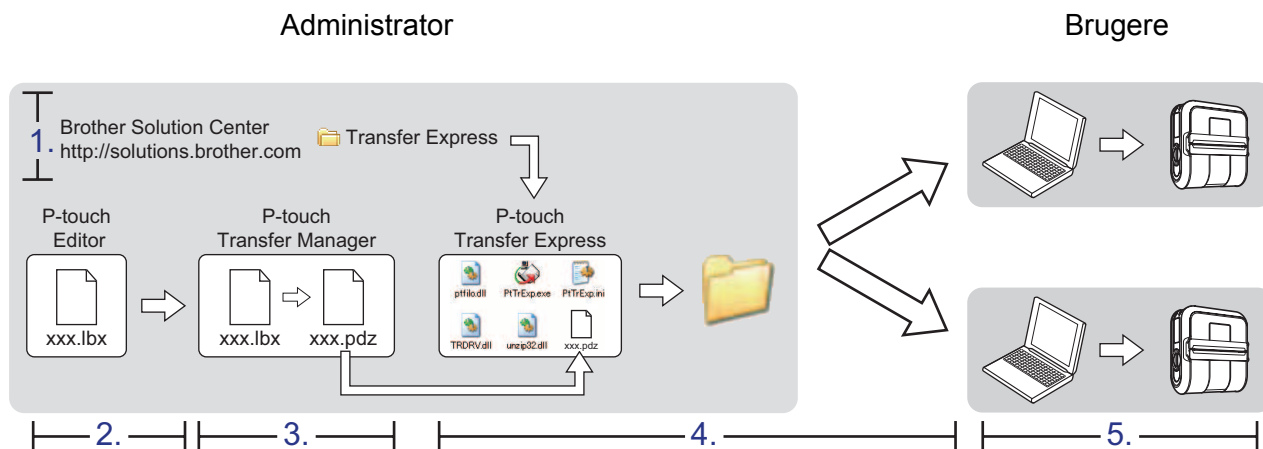 Administrator
Brugere
1.
Brother Solution Center
http://solutions.brother.com
Transfer Express
P-touch
Editor
xxx.lbx
P-touch
Transfer Manager
xxx.lbx
xxx.pdz
P-touch
Transfer Express
ptfilo.dll
PtTrExp.exe
PtTrExp.ini
TRDRV.dll
unzip32.dll
xxx.pdz
2.
3.
4.
5.